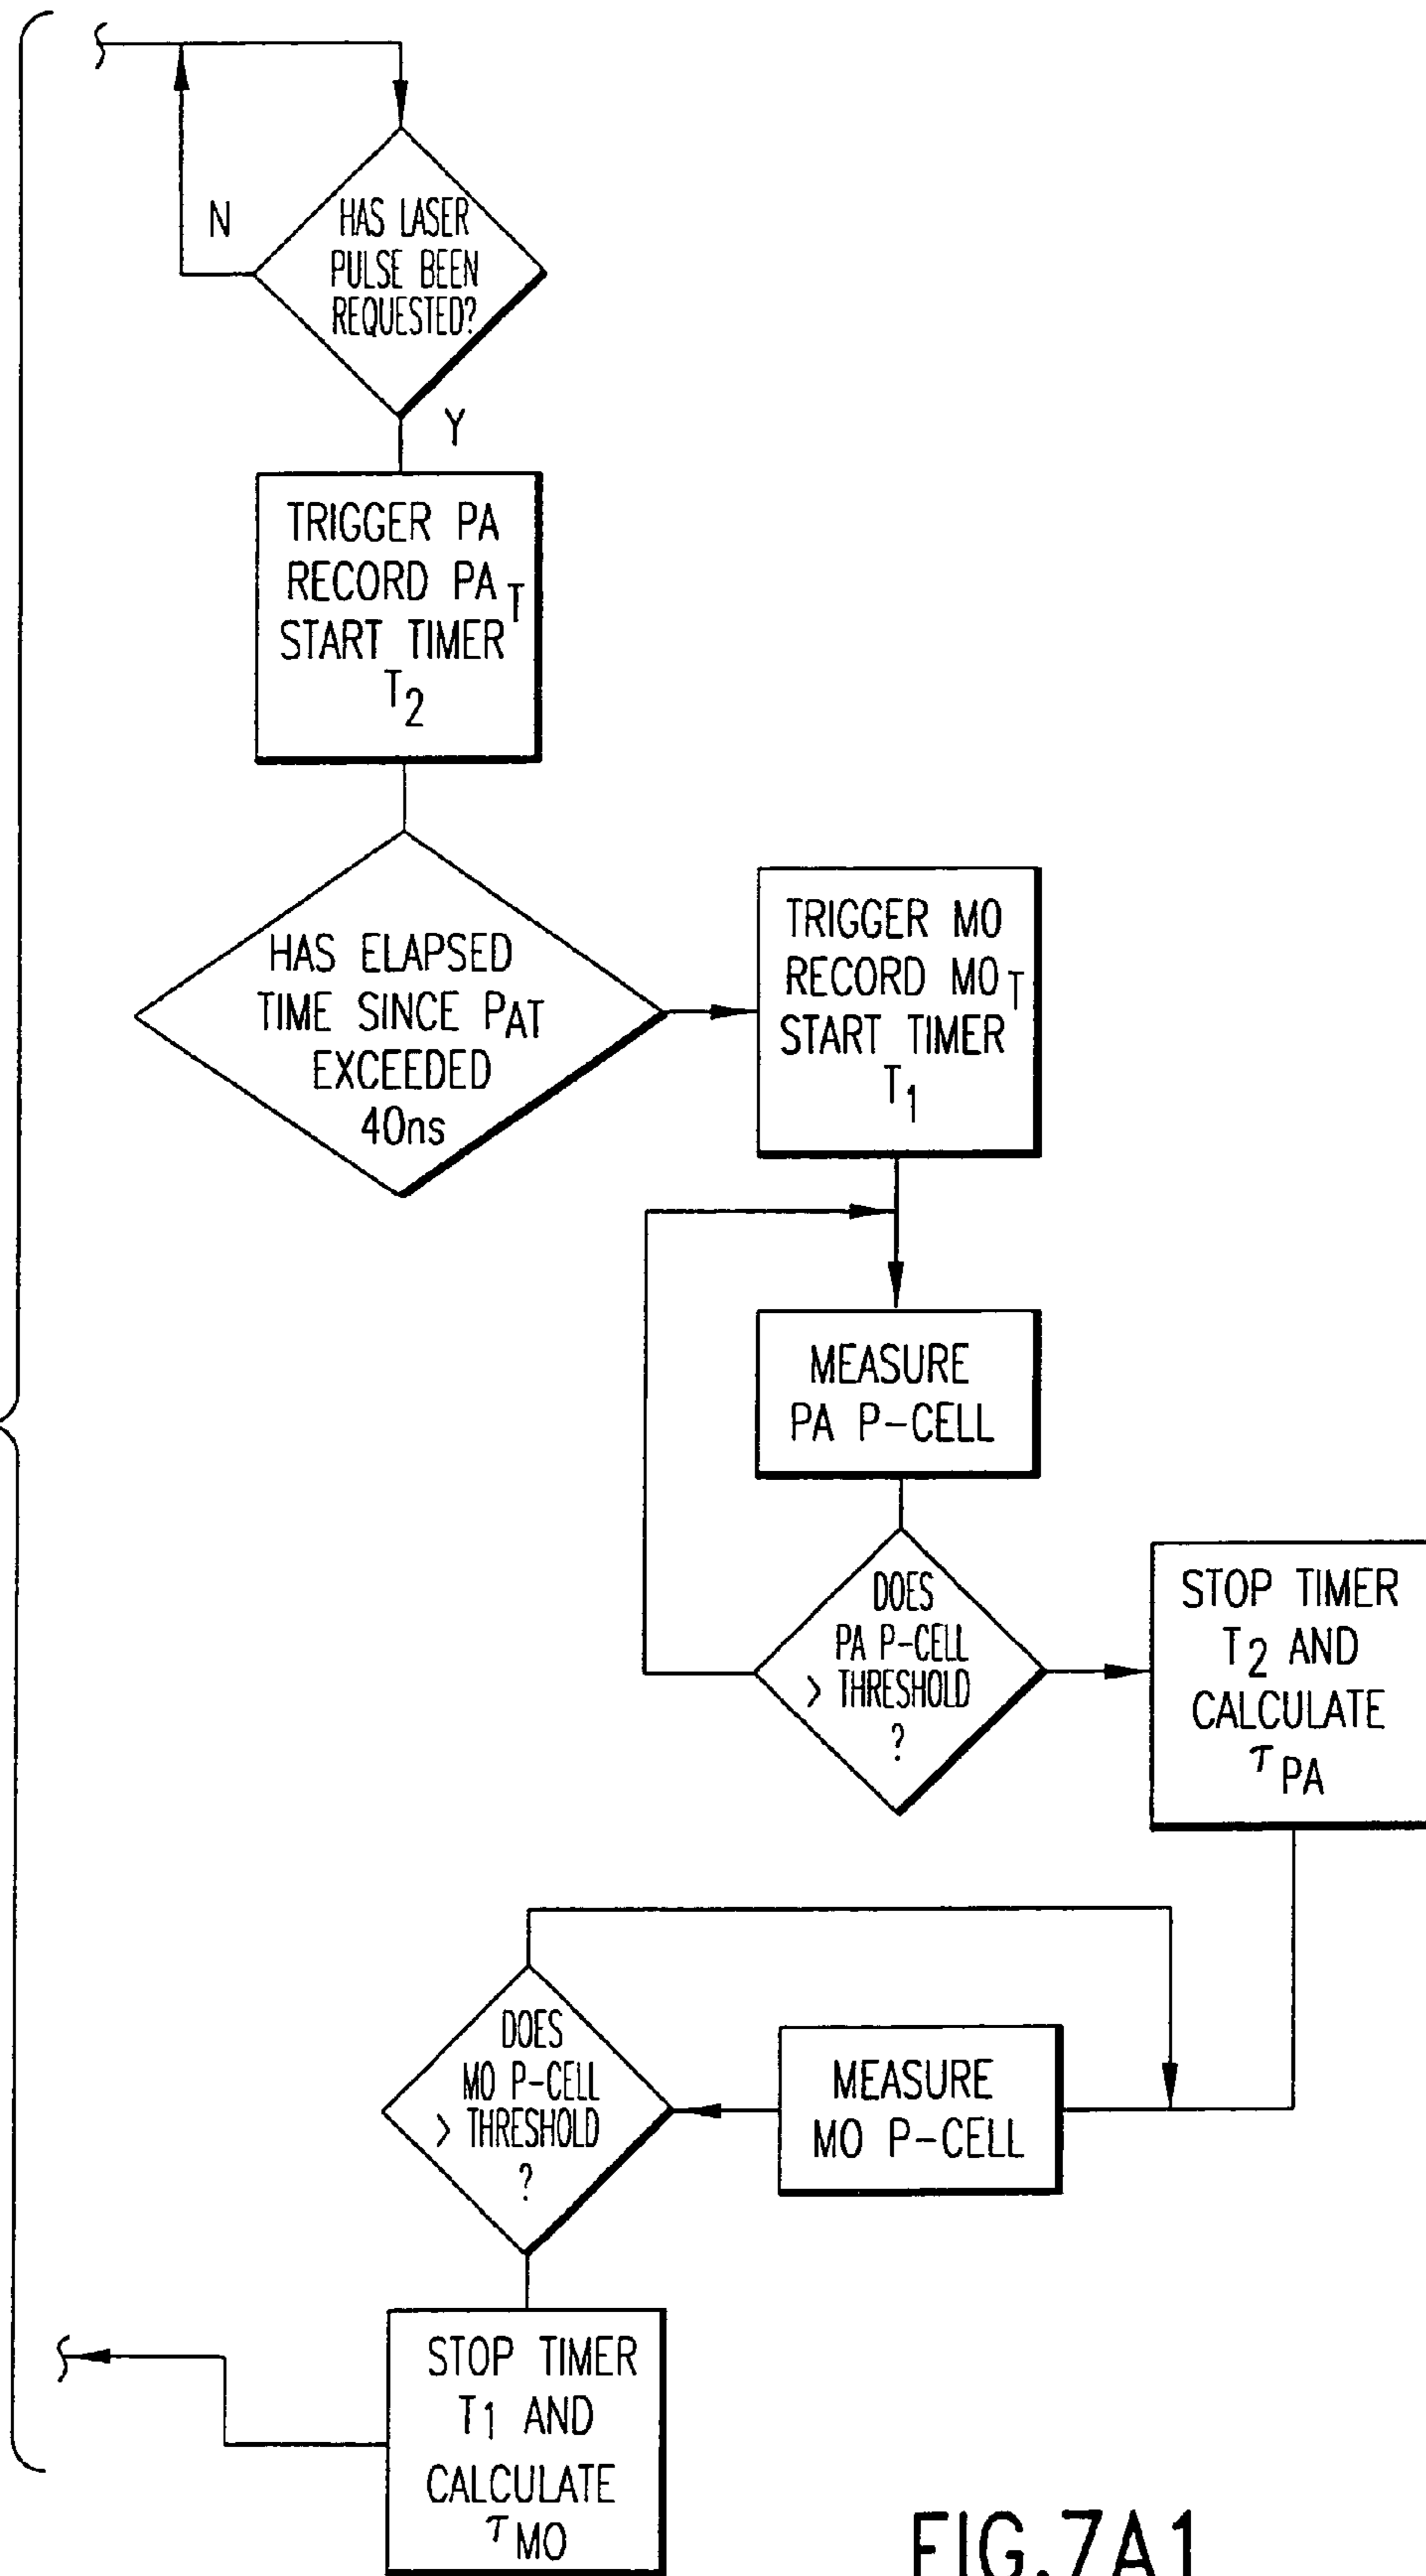 N
HAS LASER
PULSE BEEN
REQUESTED?
Y
TRIGGER PA
RECORD PA T
START TIMER
T2
HAS ELAPSED
TIME SINCE PAT
EXCEEDED
40ns
TRIGGER MO
RECORD MO T
START TIMER
T1
MEASURE
PA P-CELL
DOES
PA P-CELL
> THRESHOLD
?
STOP TIMER
T2 AND
CALCULATE
τ PA
DOES
MO P-CELL
> THRESHOLD
?
MEASURE
MO P-CELL
STOP TIMER
T1 AND
CALCULATE
τ MO
FIG.7A1